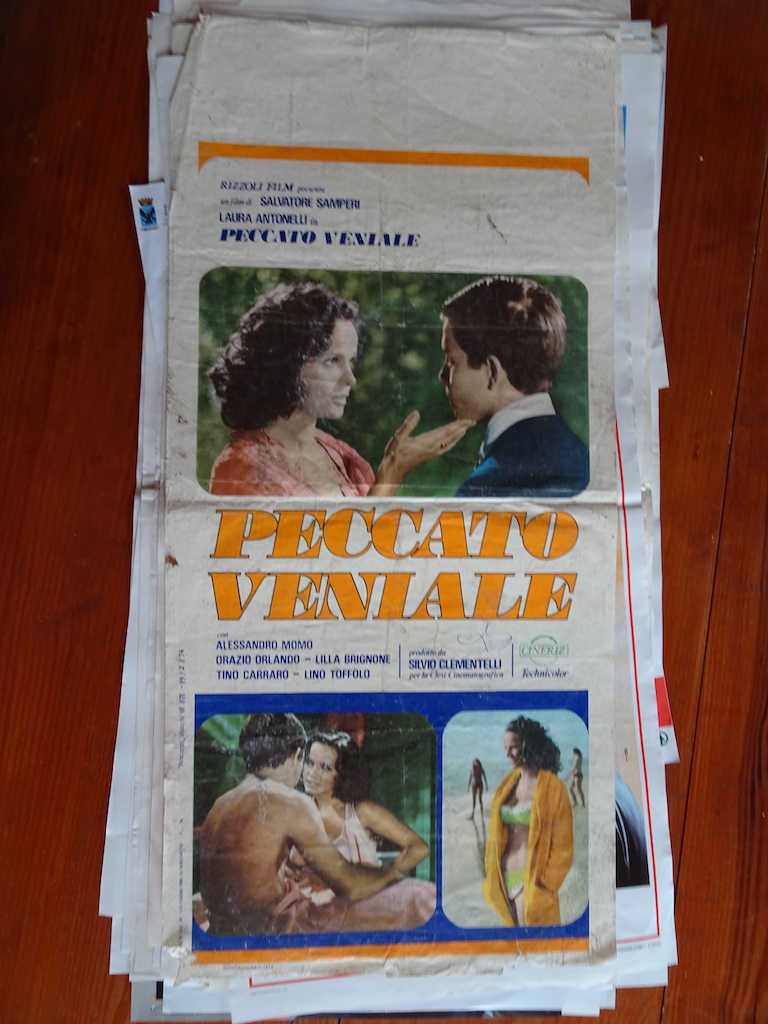 RIZZOLI FILM presenta
un film di SALVATORE SAMPERI
LAURA ANTONELLI in
PECCATO VENIALE
PECCATO
VENIALE
con
ALESSANDRO MOMO
ORAZIO ORLANDO - LILLA BRIGNONE
TINO CARRARO - LINO TOFFOLO
prodotto da
SILVIO CLEMENTELLI
per la Clesi Cinematografica
CINERIZ
Technicolor